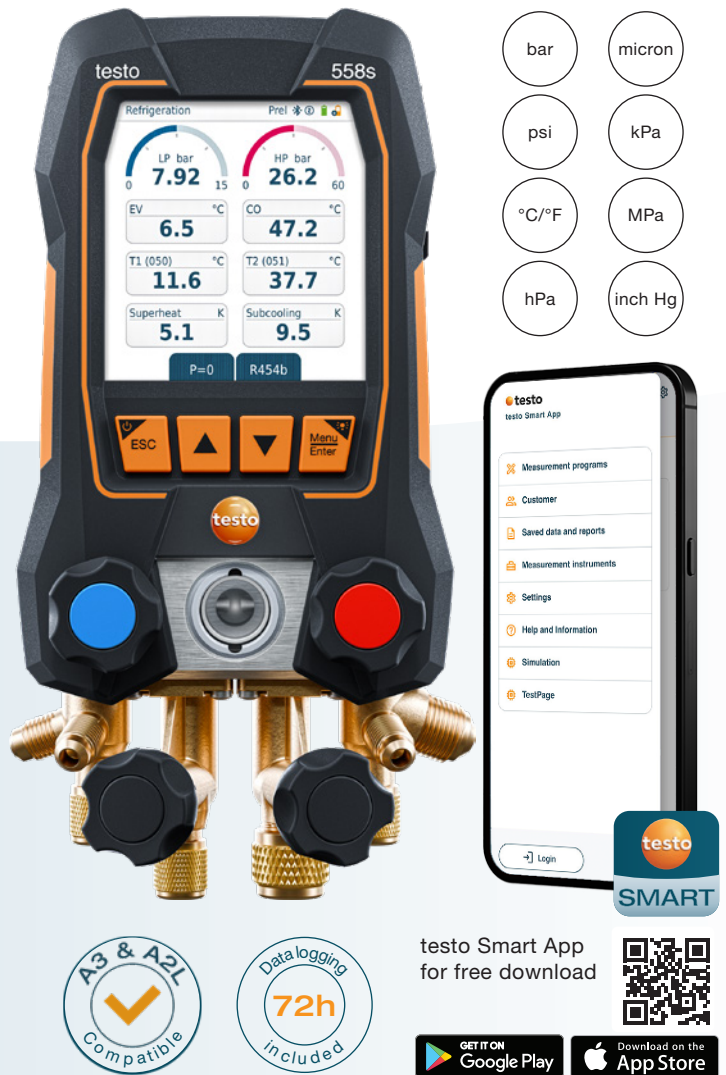 testo 558s
Refrigeration Prel
LP bar
7.92
0 15
HP bar
26.2
0 60
EV °C
6.5
CO °C
47.2
T1 (050) °C
11.6
T2 (051) °C
37.7
Superheat K
5.1
Subcooling K
9.5
P=0 R454b
ESC
Menu
Enter
testo
bar
micron
psi
kPa
°C/°F
MPa
hPa
inch Hg
testo
testo Smart App
Measurement programs
Customer
Saved data and reports
Measurement instruments
Settings
Help and Information
Simulation
TestPage
Login
testo
SMART
A3 & A2L
Compatible
Data logging
72h
included
testo Smart App
for free download
GET IT ON
Google Play
Download on the
App Store